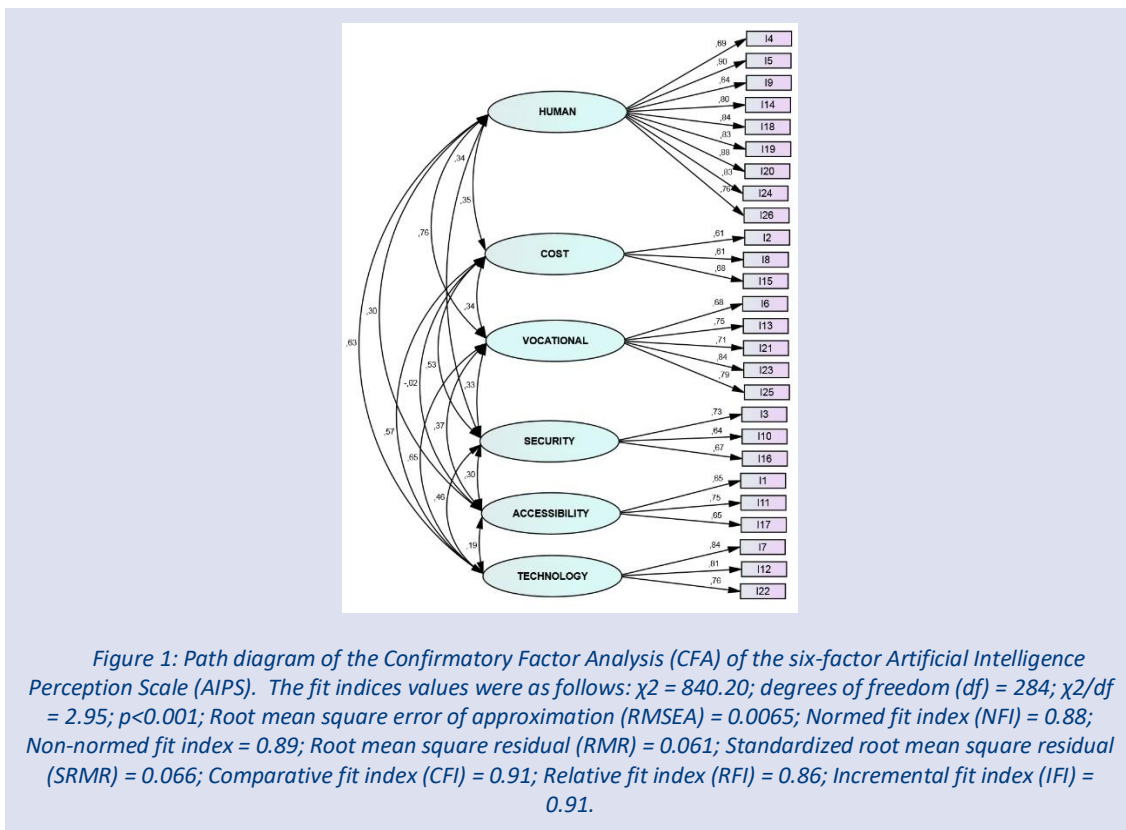 ,69
I4
,90
I5
,64
I9
,80
I14
HUMAN
,84
I18
,83
I19
,34
,88
I20
,83
I24
,35
,76
I26
,76
,61
I2
COST
,61
I8
,68
I15
,30
,34
,68
I6
,63
,75
I13
VOCATIONAL
,71
I21
,84
I23
,53
-,02
,33
,79
I25
,73
I3
,37
,57
SECURITY
,64
I10
,65
,67
I16
,30
,65
I1
,46
ACCESSIBILITY
,75
I11
,65
I17
,19
,84
I7
TECHNOLOGY
,81
I12
,76
I22
Figure 1: Path diagram of the Confirmatory Factor Analysis (CFA) of the six-factor Artificial Intelligence
Perception Scale (AIPS). The fit indices values were as follows: χ2 = 840.20; degrees of freedom (df) = 284; χ2/df
= 2.95; p<0.001; Root mean square error of approximation (RMSEA) = 0.0065; Normed fit index (NFI) = 0.88;
Non-normed fit index = 0.89; Root mean square residual (RMR) = 0.061; Standardized root mean square residual
(SRMR) = 0.066; Comparative fit index (CFI) = 0.91; Relative fit index (RFI) = 0.86; Incremental fit index (IFI) =
0.91.